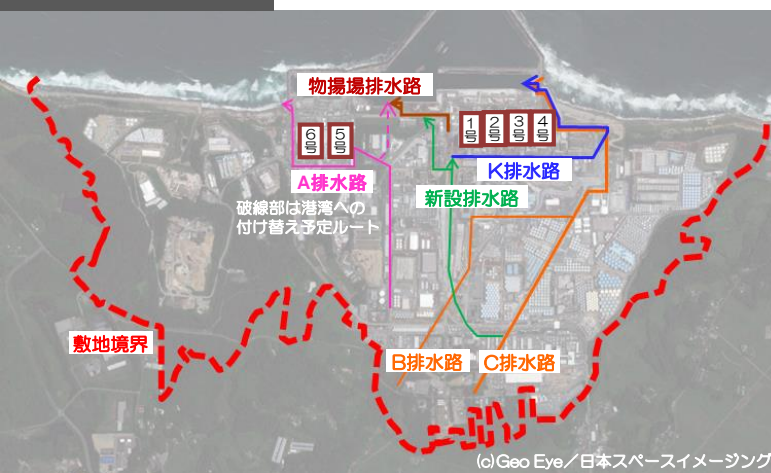 物揚場排水路
6号
5号
1号
2号
3号
4号
A排水路
K排水路
新設排水路
破線部は港湾への
付け替え予定ルート
敷地境界
B排水路
C排水路
(c)Geo Eye／日本スペースイメージング